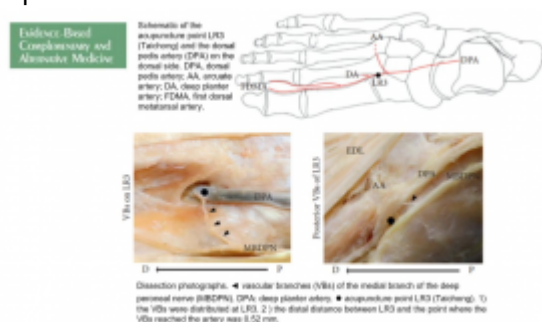 Evidence-Based
Complementary and
Alternative Medicine
Schematic of the
acupuncture point LR3
(Taichong) and the dorsal
pedis artery (DPA) on the
dorsal side. DPA, dorsal
pedis artery; AA, arcuate
artery; DA, deep planter
artery; FDMA, first dorsal
metatarsal artery.
AA
DPA
DA
LR3
FDMA
VBs on LR3
DPA
MBDPN
D
P
Posterior VBs of LR3
EDL
AA
DPA
MBDPN
D
P
Dissection photographs. ◄ vascular branches (VBs) of the medial branch of the deep
peroneal nerve (MBDPN). DPA: deep planter artery. ● acupuncture point LR3 (Taichong). 1)
the VBs were distributed at LR3. 2 ) the distal distance between LR3 and the point where the
VBs reached the artery was 0.52 mm.